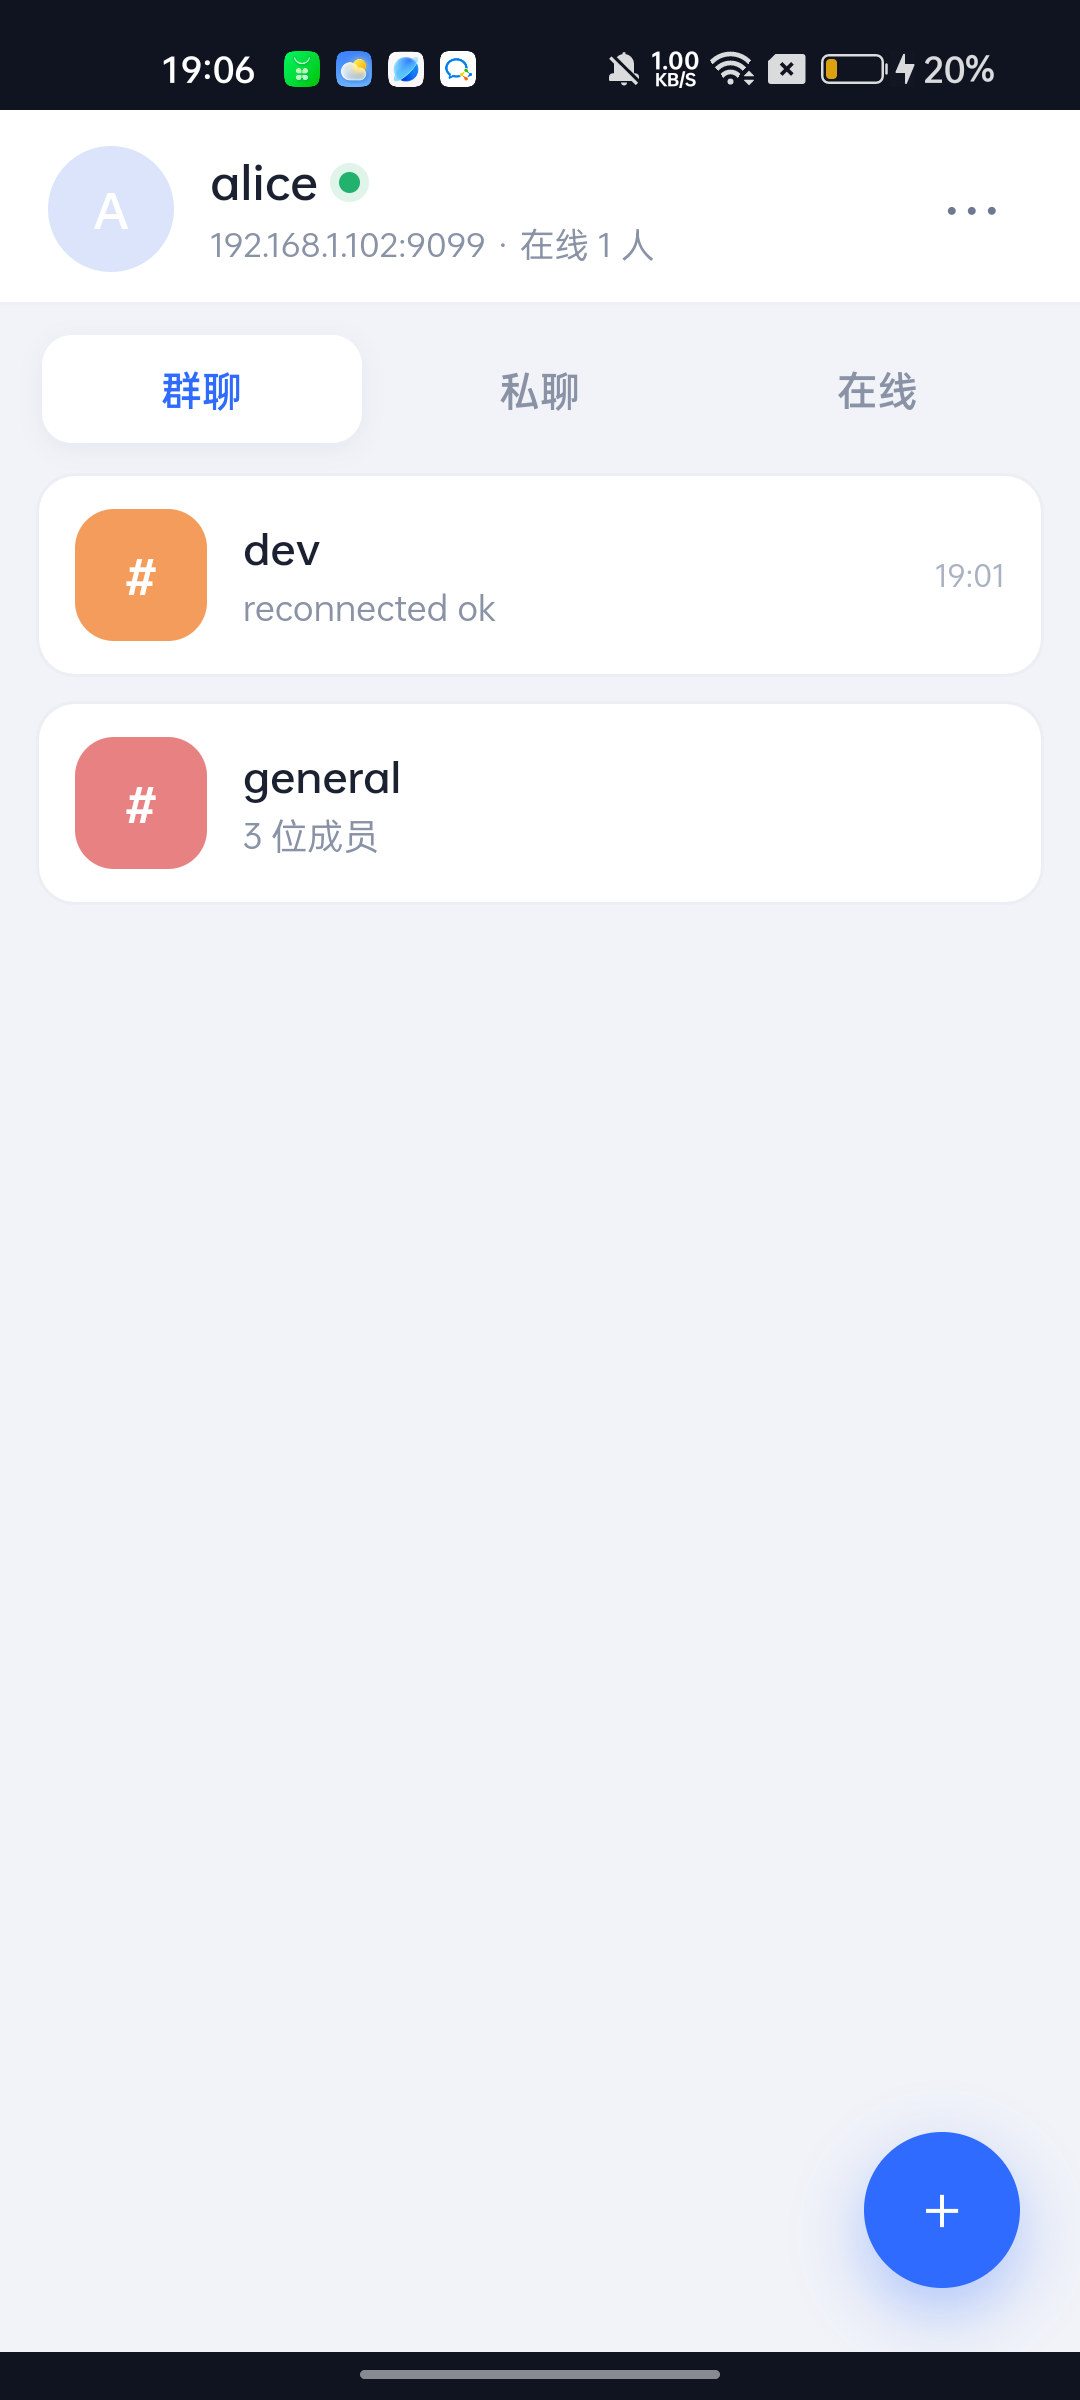 19:06
1.00
KB/S
20%
A
alice
192.168.1.102:9099 · 在线 1 人
群聊
私聊
在线
#
dev
reconnected ok
19:01
#
general
3 位成员
+